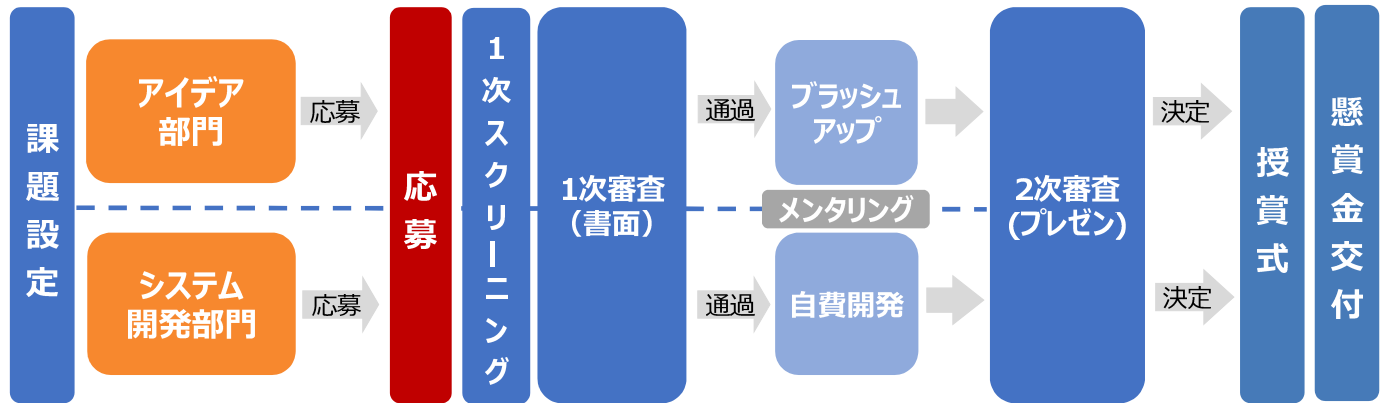 課題設定
アイデア
部門
応募
システム
開発部門
応募
応募
1次スクリーニング
1次審査
（書面）
通過
ブラッシュ
アップ
メンタリング
通過
自費開発
2次審査
(プレゼン)
決定
決定
授賞式
懸賞金交付